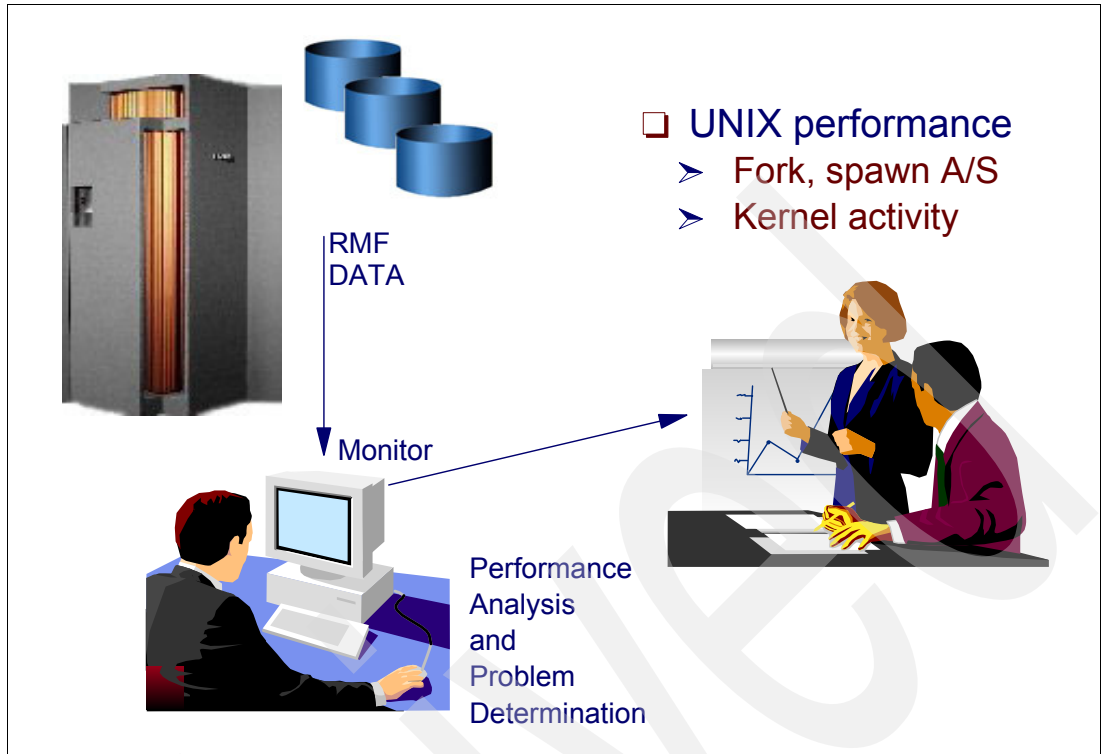 UNIX performance
Fork, spawn A/S
Kernel activity
RMF
DATA
Monitor
Performance
Analysis
and
Problem
Determination